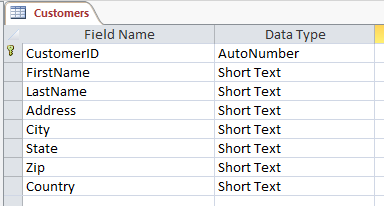 Customers
Field Name Data Type
CustomerID AutoNumber
FirstName Short Text
LastName Short Text
Address Short Text
City Short Text
State Short Text
Zip Short Text
Country Short Text